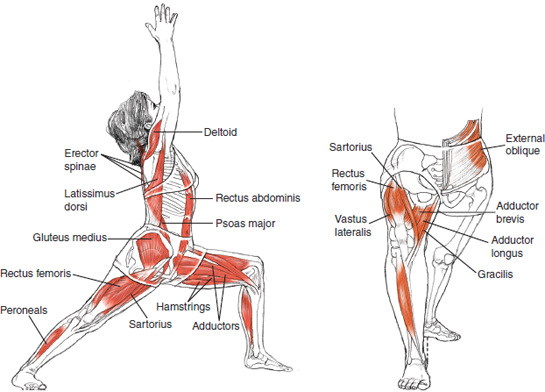 Deltoid
Erector
spinae
Latissimus
dorsi
Rectus abdominis
Psoas major
Gluteus medius
Rectus femoris
Peroneals
Hamstrings
Sartorius
Adductors
Sartorius
Rectus
femoris
Vastus
lateralis
External
oblique
Adductor
brevis
Adductor
longus
Gracilis